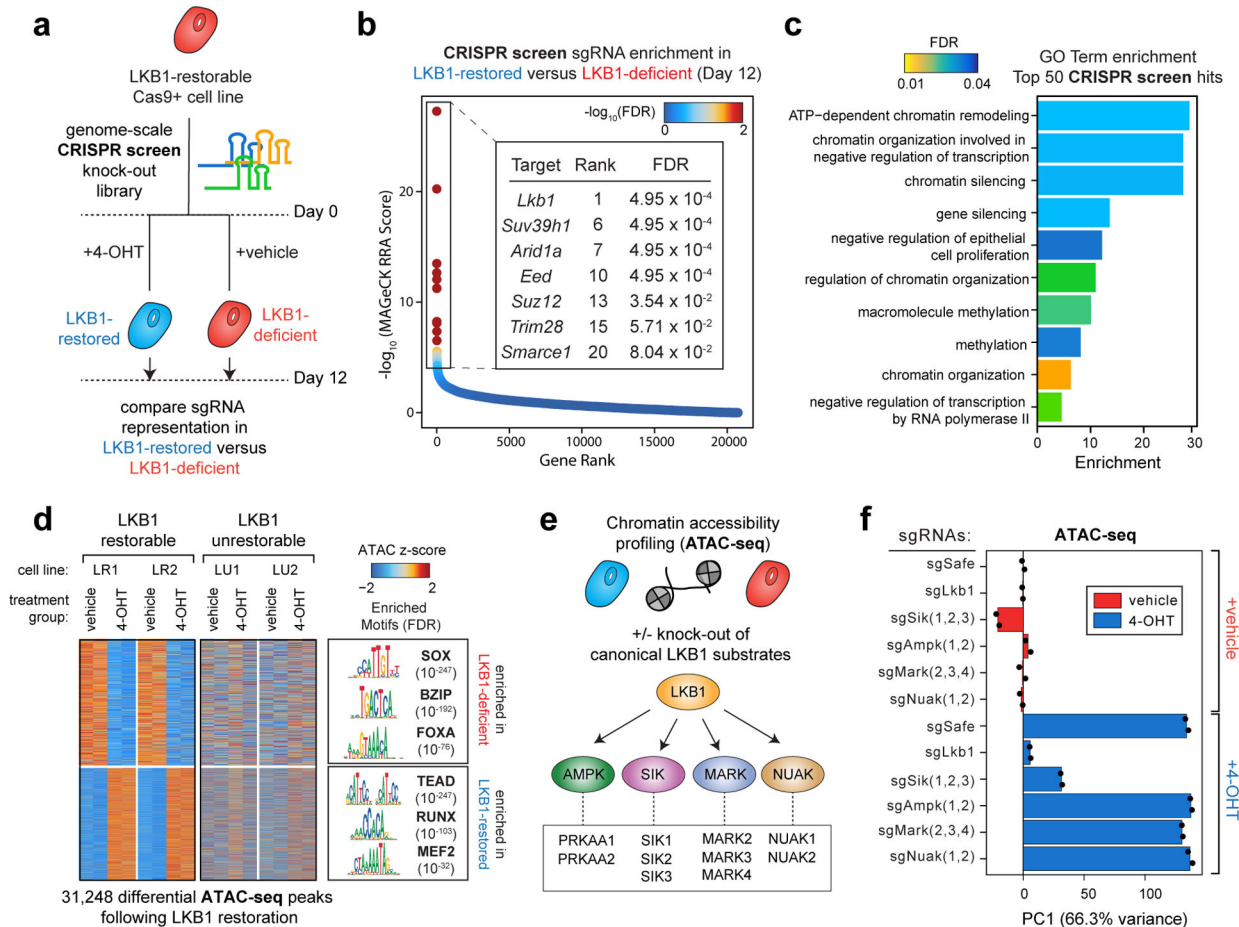 a
LKB1-restorable
Cas9+ cell line
genome-scale
CRISPR screen
knock-out
library
Day 0
+4-OHT
+vehicle
LKB1-
restored
LKB1-
deficient
Day 12
compare sgRNA
representation in
LKB1-restored versus
LKB1-deficient
b
CRISPR screen sgRNA enrichment in
LKB1-restored versus LKB1-deficient (Day 12)
-log10(FDR)
0 2
Target Rank FDR
Lkb1 1 4.95 x 10-4
Suv39h1 6 4.95 x 10-4
Arid1a 7 4.95 x 10-4
Eed 10 4.95 x 10-4
Suz12 13 3.54 x 10-2
Trim28 15 5.71 x 10-2
Smarce1 20 8.04 x 10-2
-log10 (MAGeCK RRA Score)
20
10
0
0 5000 10000 15000 20000
Gene Rank
c
FDR
0.01 0.04
GO Term enrichment
Top 50 CRISPR screen hits
ATP-dependent chromatin remodeling
chromatin organization involved in
negative regulation of transcription
chromatin silencing
gene silencing
negative regulation of epithelial
cell proliferation
regulation of chromatin organization
macromolecule methylation
methylation
chromatin organization
negative regulation of transcription
by RNA polymerase II
0 10 20 30
Enrichment
d
LKB1
restorable
LKB1
unrestorable
cell line: LR1 LR2 LU1 LU2
treatment
group:
vehicle 4-OHT vehicle 4-OHT vehicle 4-OHT vehicle 4-OHT
ATAC z-score
-2 2
Enriched
Motifs (FDR)
SOX
(10-247)
BZIP
(10-192)
FOXA
(10-76)
enriched in
LKB1-deficient
TEAD
(10-247)
RUNX
(10-103)
MEF2
(10-32)
enriched in
LKB1-restored
31,248 differential ATAC-seq peaks
following LKB1 restoration
e
Chromatin accessibility
profiling (ATAC-seq)
+/- knock-out of
canonical LKB1 substrates
LKB1
AMPK SIK MARK NUAK
PRKAA1 SIK1 MARK2 NUAK1
PRKAA2 SIK2 MARK3 NUAK2
SIK3 MARK4
f
sgRNAs: ATAC-seq
sgSafe
sgLkb1
sgSik(1,2,3)
sgAmpk(1,2)
sgMark(2,3,4)
sgNuak(1,2)
sgSafe
sgLkb1
sgSik(1,2,3)
sgAmpk(1,2)
sgMark(2,3,4)
sgNuak(1,2)
vehicle
4-OHT
+vehicle
+4-OHT
0 50 100
PC1 (66.3% variance)